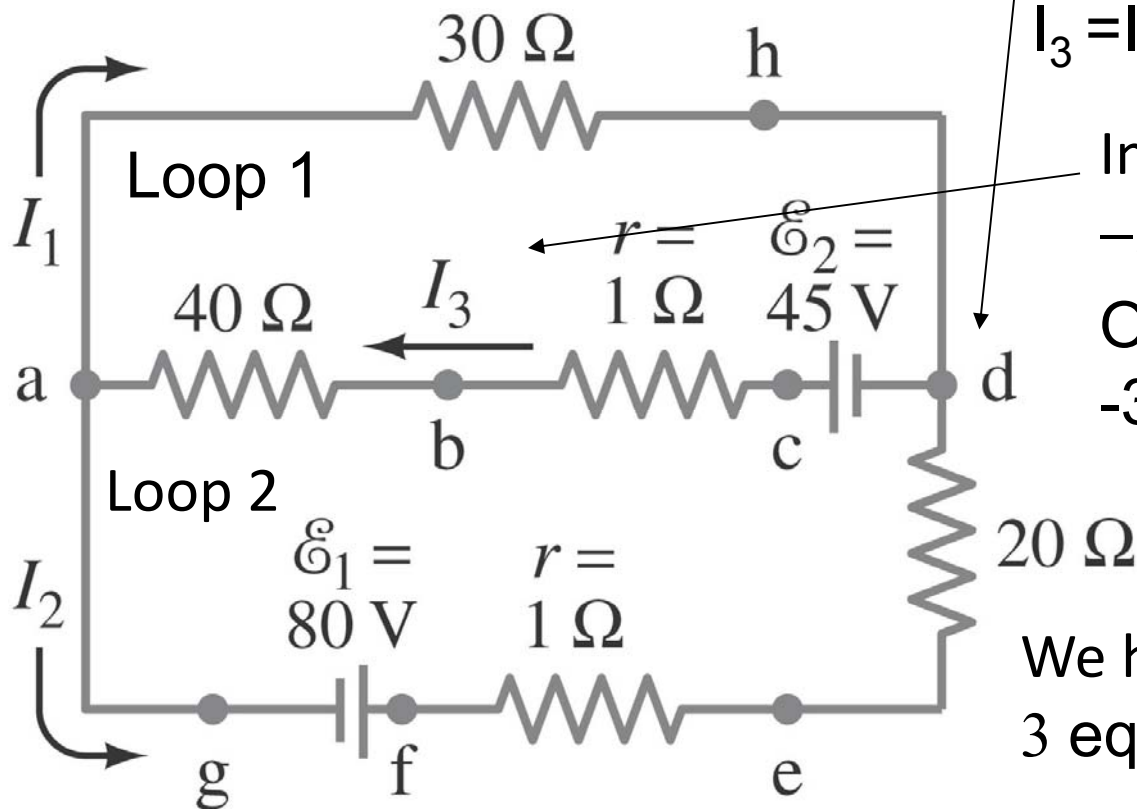 30 Ω
h
I₃ =I
Loop 1
In
I₁
r =
1 Ω
ℰ₂ =
45 V
–
40 Ω
I₃
O
-3
a
b
c
d
Loop 2
20 Ω
ℰ₁ =
80 V
r =
1 Ω
I₂
We h
3 eq
g
f
e